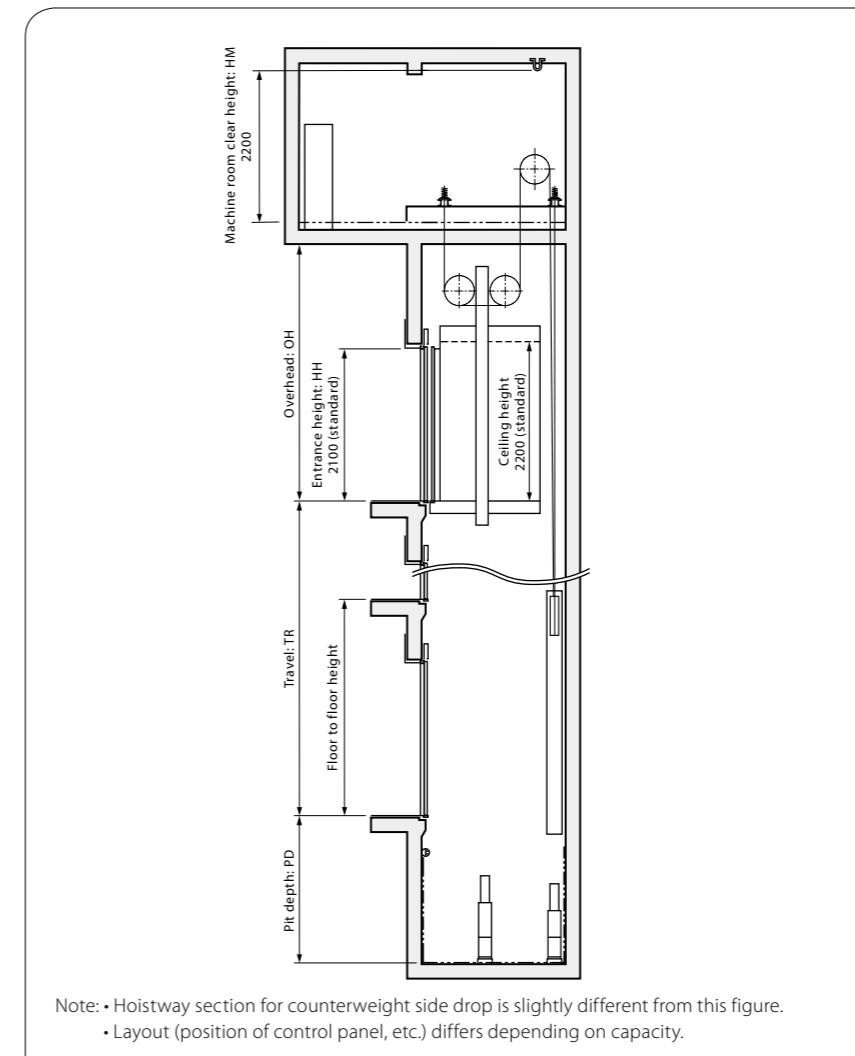 Machine room clear height: HM
2200
Overhead: OH
Entrance height: HH
2100 (standard)
Ceiling height
2200 (standard)
Travel: TR
Floor to floor height
Pit depth: PD
Note: • Hoistway section for counterweight side drop is slightly different from this figure.
• Layout (position of control panel, etc.) differs depending on capacity.